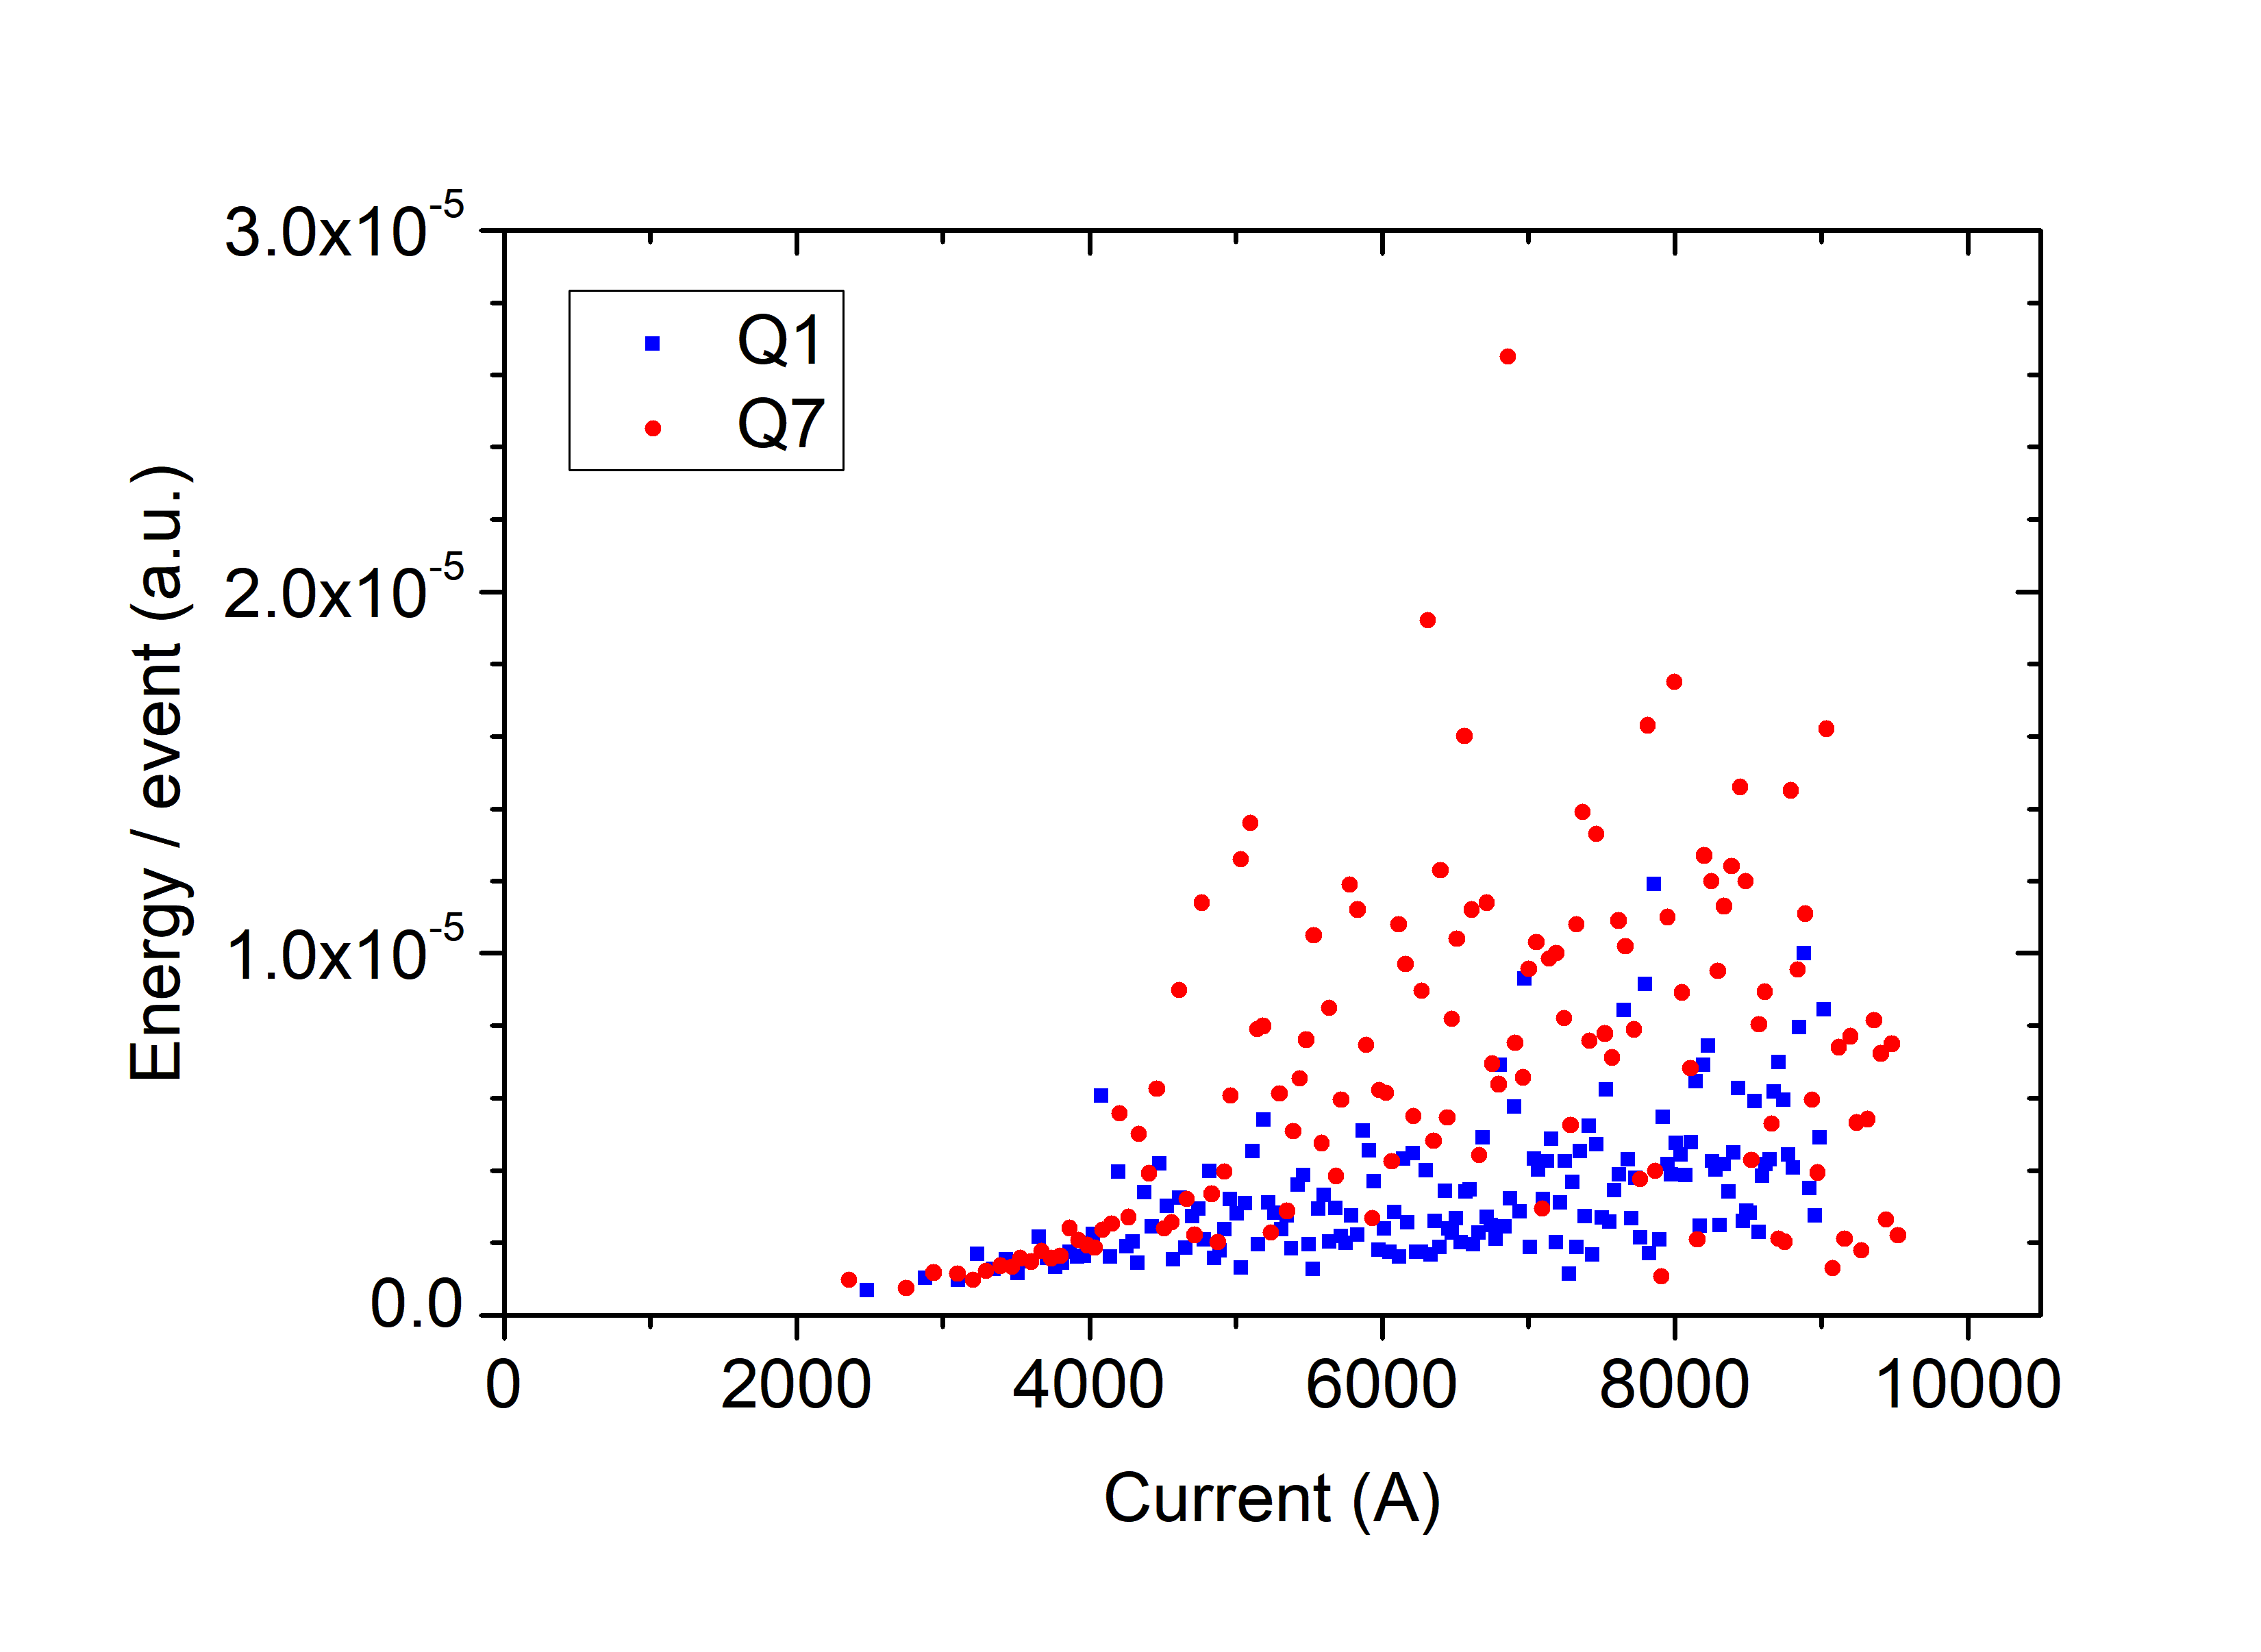 3.0x10⁻⁵
2.0x10⁻⁵
1.0x10⁻⁵
0.0
Energy / event (a.u.)
Q1
Q7
0 2000 4000 6000 8000 10000
Current (A)